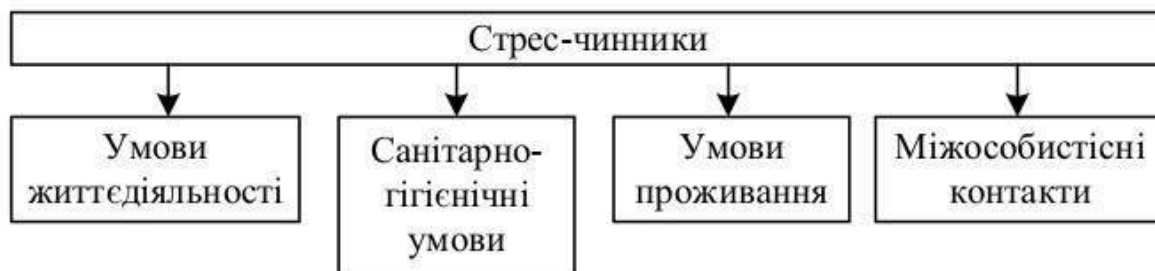 Стрес-чинники
Умови
життєдіяльності
Санітарно-
гігієнічні
умови
Умови
проживання
Міжособистісні
контакти